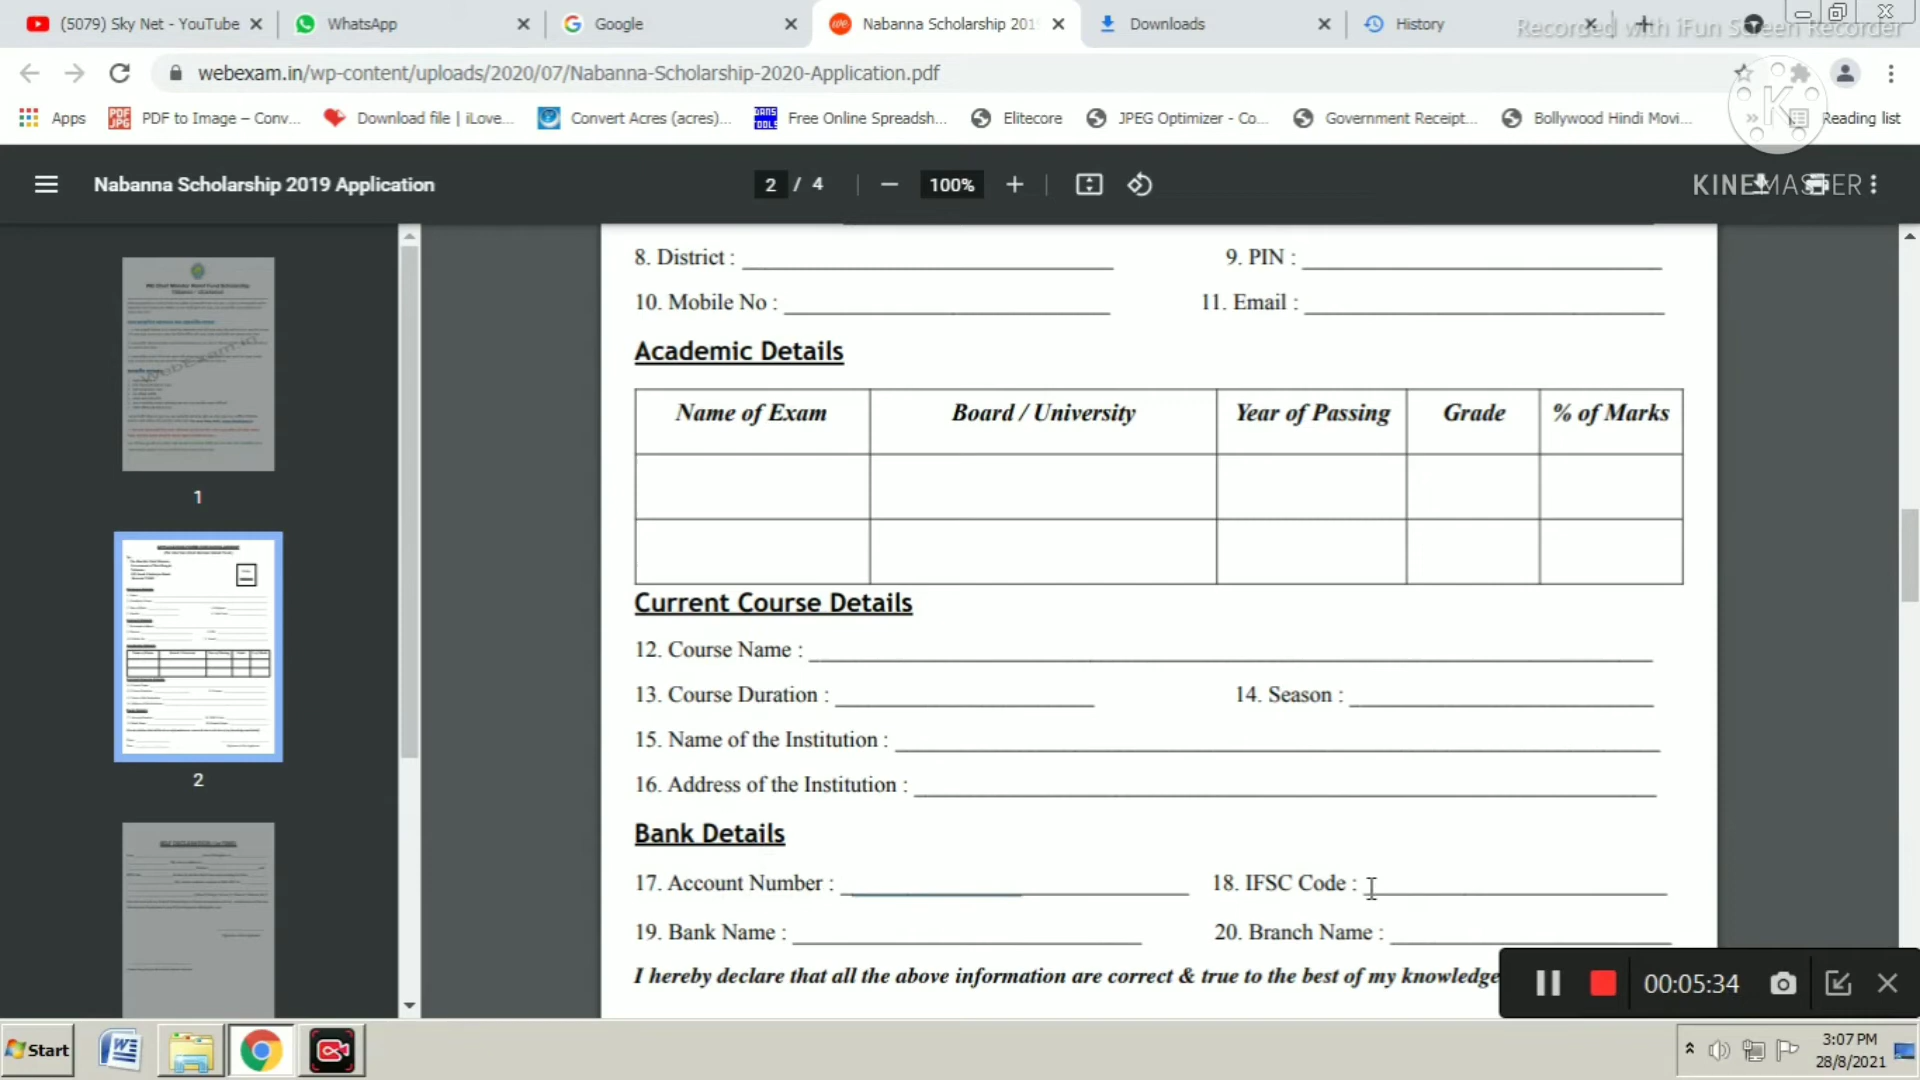 (5079) Sky Net - YouTube
WhatsApp
Google
Nabanna Scholarship 201
Downloads
History
Recorded with iFun Screen Recorder
webexam.in/wp-content/uploads/2020/07/Nabanna-Scholarship-2020-Application.pdf
Apps
PDF to Image – Conv...
Download file | iLove...
Convert Acres (acres)...
Free Online Spreadsh...
Elitecore
JPEG Optimizer - Co...
Government Receipt...
Bollywood Hindi Movi...
»
Reading list
K
Nabanna Scholarship 2019 Application
2 / 4
100%
KINEMASTER
8. District :
9. PIN :
10. Mobile No :
11. Email :
Academic Details
Name of Exam
Board / University
Year of Passing
Grade
% of Marks
Current Course Details
12. Course Name :
13. Course Duration :
14. Season :
15. Name of the Institution :
16. Address of the Institution :
Bank Details
17. Account Number :
18. IFSC Code :
19. Bank Name :
20. Branch Name :
I hereby declare that all the above information are correct & true to the best of my knowledge
1
2
00:05:34
Start
3:07 PM
28/8/2021